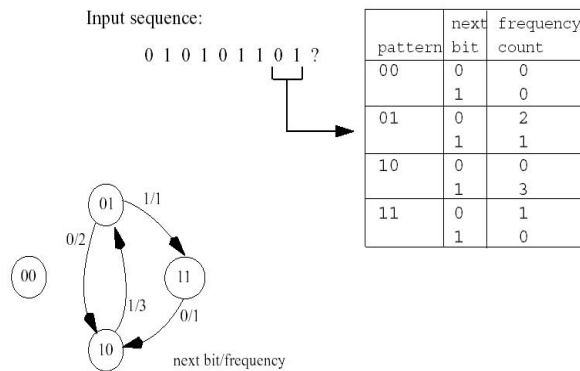 Input sequence:
0 1 0 1 0 1 1 0 1 ?
pattern next bit frequency count
00 0 0
1 0
01 0 2
1 1
10 0 0
1 3
11 0 1
1 0
01
1/1
0/2
00
11
1/3
0/1
10
next bit/frequency